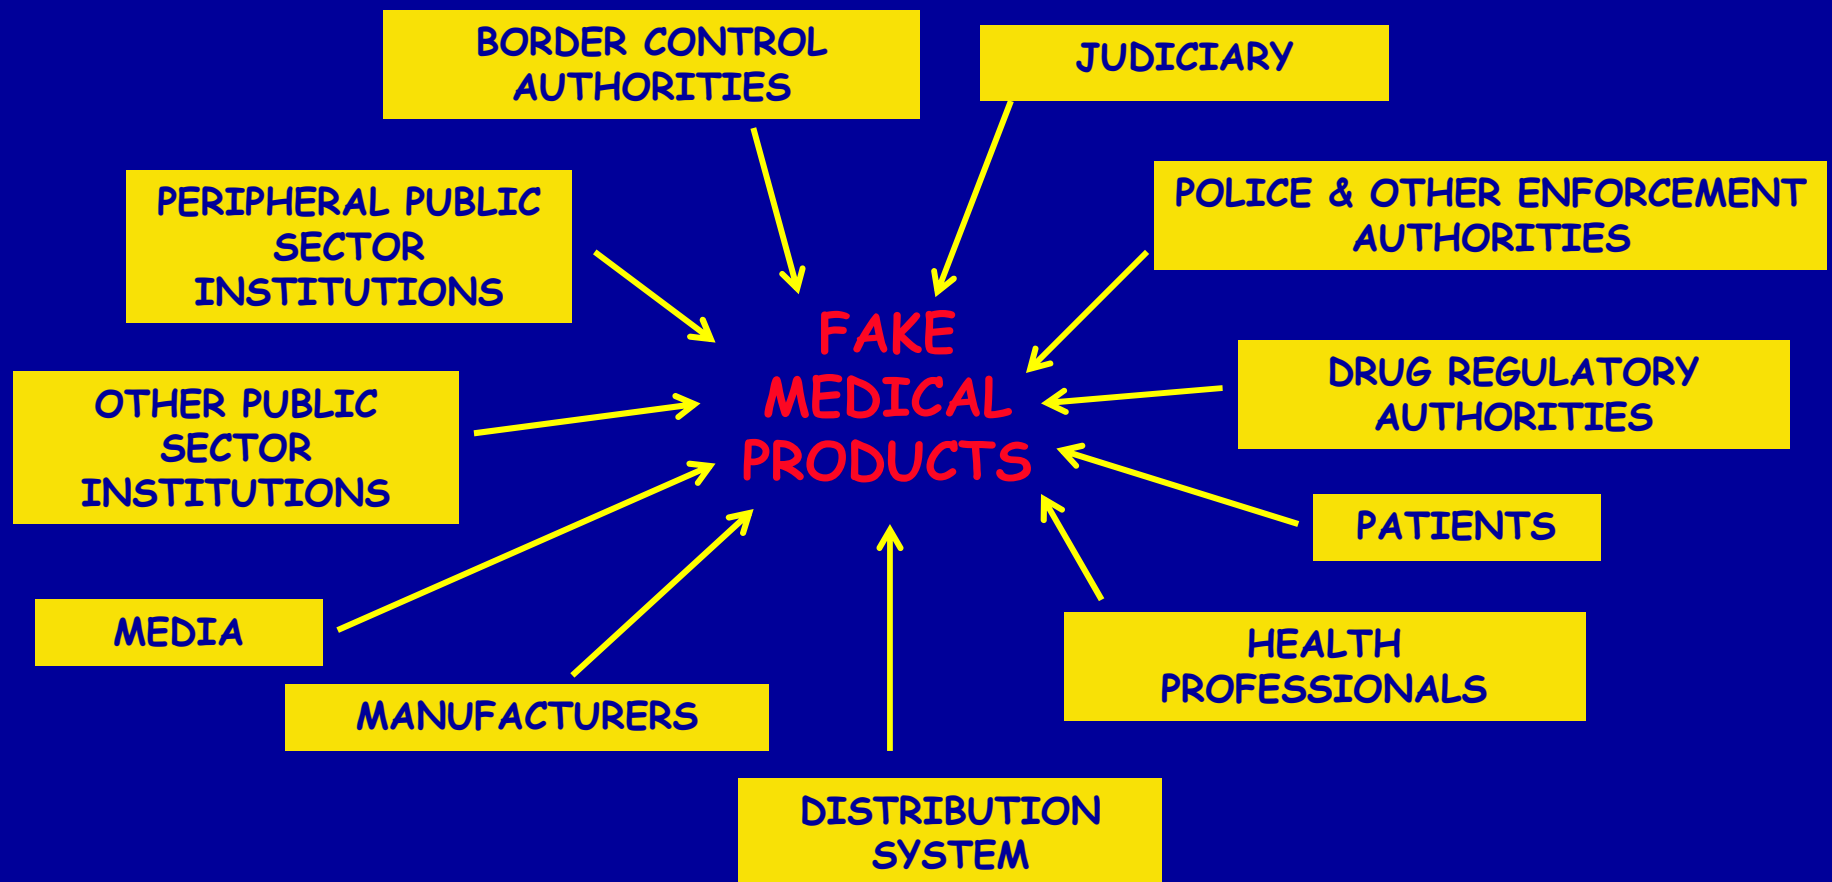 BORDER CONTROL
AUTHORITIES
JUDICIARY
PERIPHERAL PUBLIC
SECTOR
INSTITUTIONS
POLICE & OTHER ENFORCEMENT
AUTHORITIES
FAKE
MEDICAL
PRODUCTS
DRUG REGULATORY
AUTHORITIES
OTHER PUBLIC
SECTOR
INSTITUTIONS
PATIENTS
MEDIA
HEALTH
PROFESSIONALS
MANUFACTURERS
DISTRIBUTION
SYSTEM